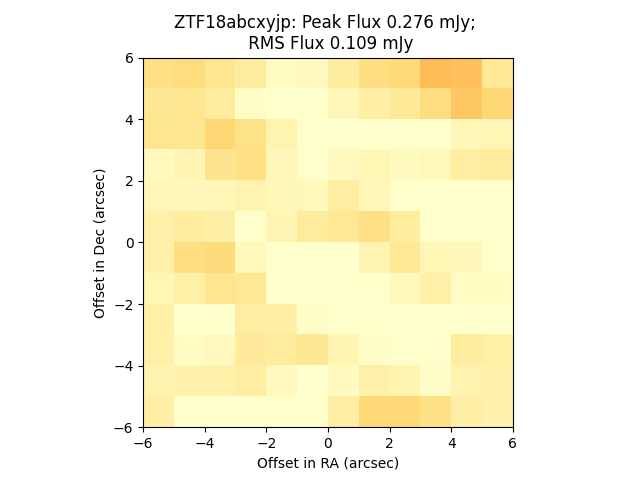 ZTF18abcxyjp: Peak Flux 0.276 mJy;
RMS Flux 0.109 mJy
6
4
2
0
−2
−4
−6
Offset in Dec (arcsec)
−6 −4 −2 0 2 4 6
Offset in RA (arcsec)